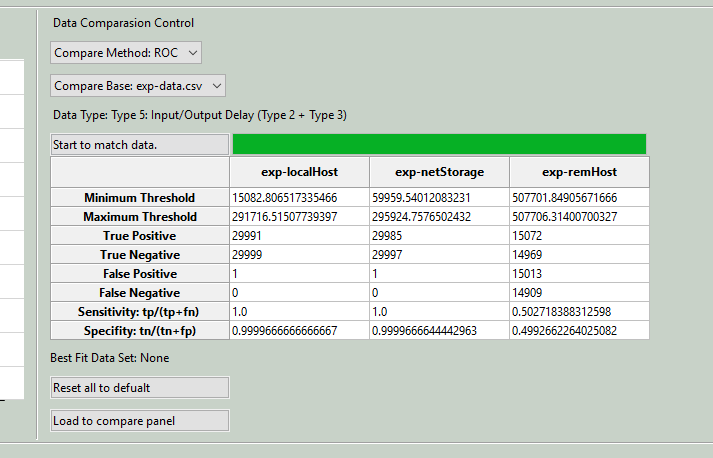 Data Comparasion Control
Compare Method: ROC
Compare Base: exp-data.csv
Data Type: Type 5: Input/Output Delay (Type 2 + Type 3)
Start to match data.
exp-localHost exp-netStorage exp-remHost
Minimum Threshold 15082.806517335466 59959.54012083231 507701.84905671666
Maximum Threshold 291716.51507739397 295924.7576502432 507706.31400700327
True Positive 29991 29985 15072
True Negative 29999 29997 14969
False Positive 1 1 15013
False Negative 0 0 14909
Sensitivity: tp/(tp+fn) 1.0 1.0 0.502718388312598
Specifity: tn/(tn+fp) 0.9999666666666667 0.9999666644442963 0.4992662264025082
Best Fit Data Set: None
Reset all to defualt
Load to compare panel